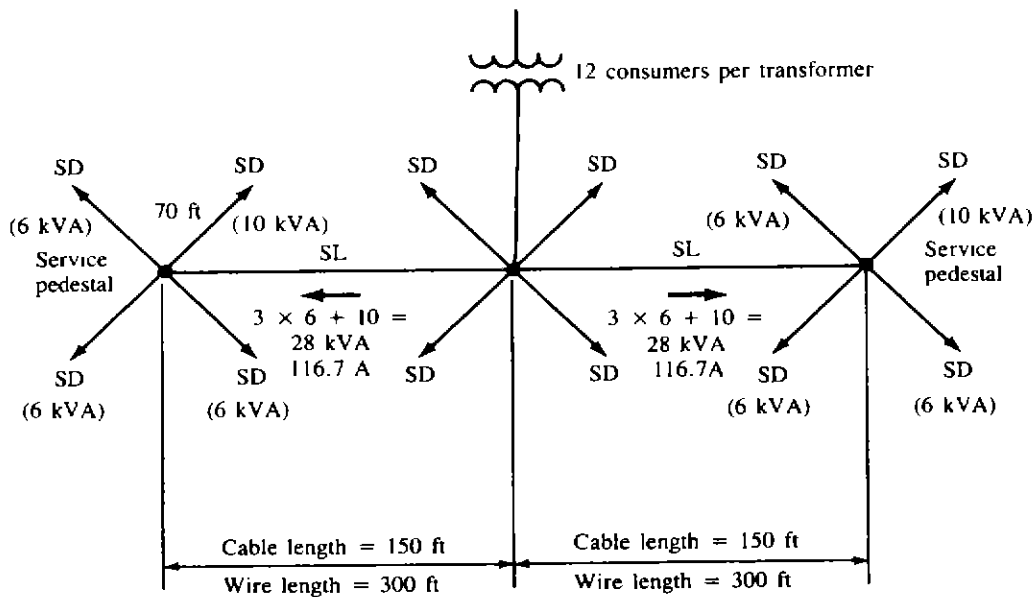 12 consumers per transformer
SD
SD
SD
SD
SD
SD
(6 kVA)
70 ft
(10 kVA)
(6 kVA)
(10 kVA)
Service
pedestal
SL
SL
Service
pedestal
3 × 6 + 10 =
28 kVA
116.7 A
3 × 6 + 10 =
28 kVA
116.7A
SD
(6 kVA)
SD
(6 kVA)
SD
SD
SD
(6 kVA)
SD
(6 kVA)
Cable length = 150 ft
Wire length = 300 ft
Cable length = 150 ft
Wire length = 300 ft